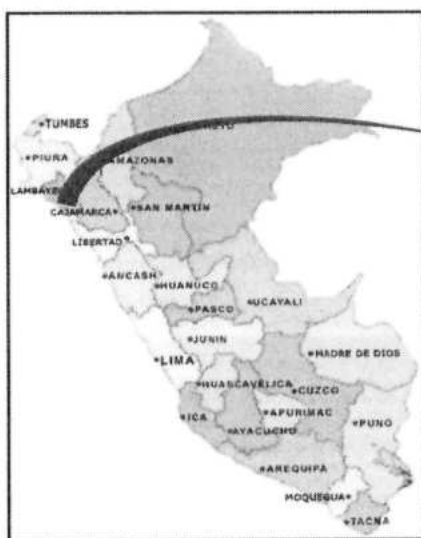 TUMBES
PIURA
AMAZONAS
LAMBAYE
CAJAMARCA
SAN MARTIN
LIBERTAD
ANCASH
HUANUCO
UCAYALI
PASCO
JUNIN
LIMA
MADRE DE DIOS
HUANCAVELICA
CUZCO
ICA
APURIMAC
PUNO
AYACUCHO
AREQUIPA
MOQUEGUA
TACNA